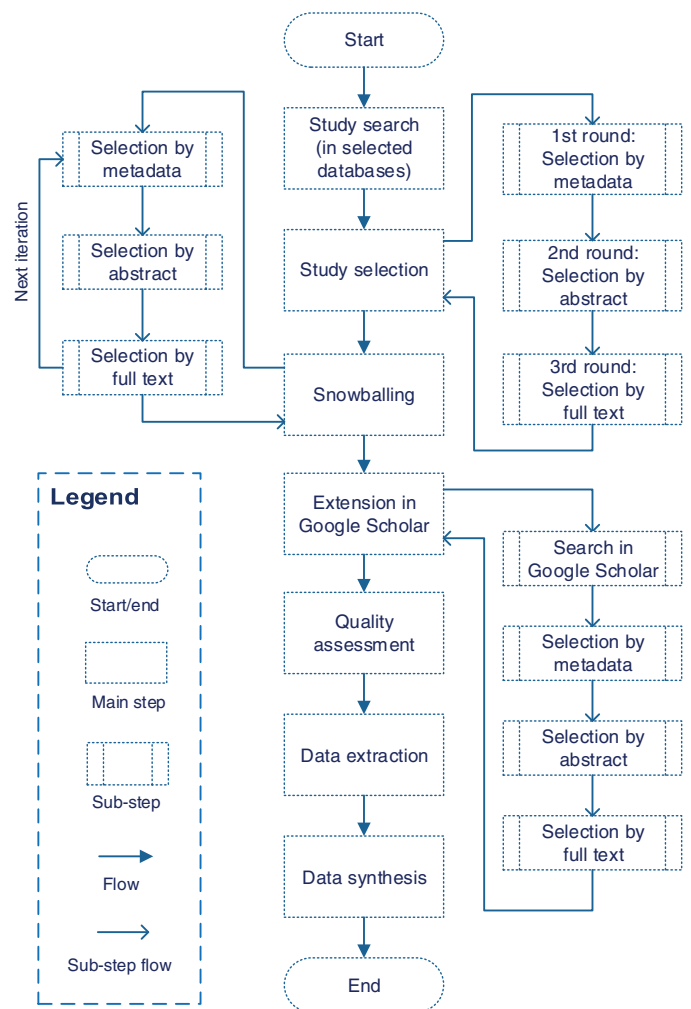 Start
Study search
(in selected
databases)
Study selection
Snowballing
Extension in
Google Scholar
Quality
assessment
Data extraction
Data synthesis
End
Next iteration
Selection by
metadata
Selection by
abstract
Selection by
full text
1st round:
Selection by
metadata
2nd round:
Selection by
abstract
3rd round:
Selection by
full text
Search in
Google Scholar
Selection by
metadata
Selection by
abstract
Selection by
full text
Legend
Start/end
Main step
Sub-step
Flow
Sub-step flow